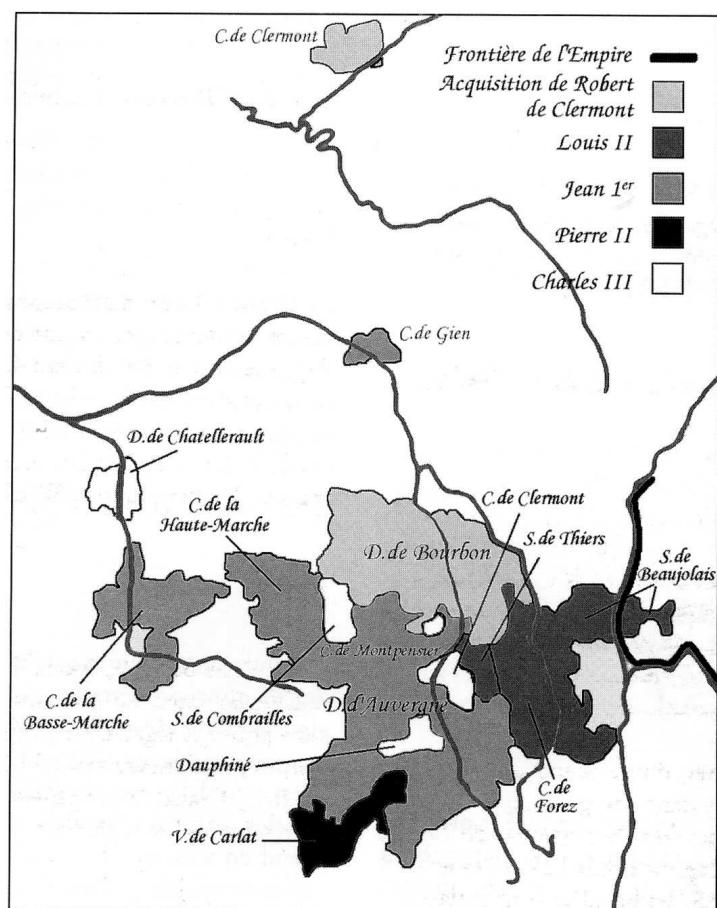 C. de Clermont
Frontière de l'Empire
Acquisition de Robert
de Clermont
Louis II
Jean 1er
Pierre II
Charles III
C. de Gien
D. de Chatellerault
C. de la
Haute-Marche
C. de Clermont
S. de Thiers
D. de Bourbon
S. de
Beaujolais
C. de Montpensier
C. de la
Basse-Marche
S. de Combrailles
D. d'Auvergne
Dauphiné
C. de
Forez
V. de Carlat